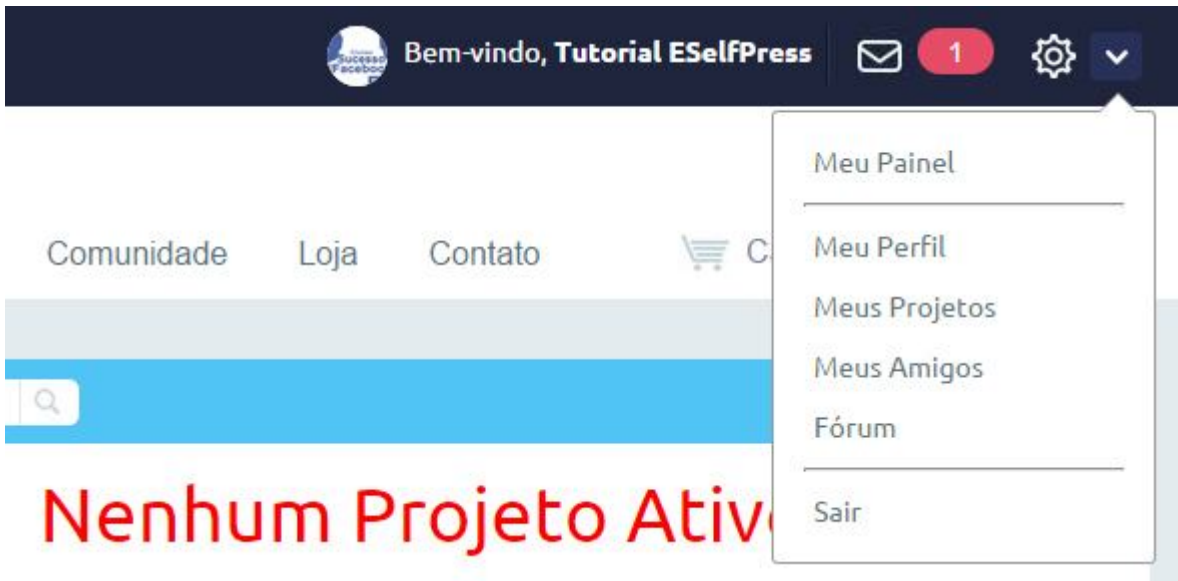 Sucesso
Bem-vindo, Tutorial ESelfPress
1
Meu Painel
Comunidade
Loja
Contato
C
Meu Perfil
Meus Projetos
Meus Amigos
Fórum
Sair
Nenhum Projeto Ativ